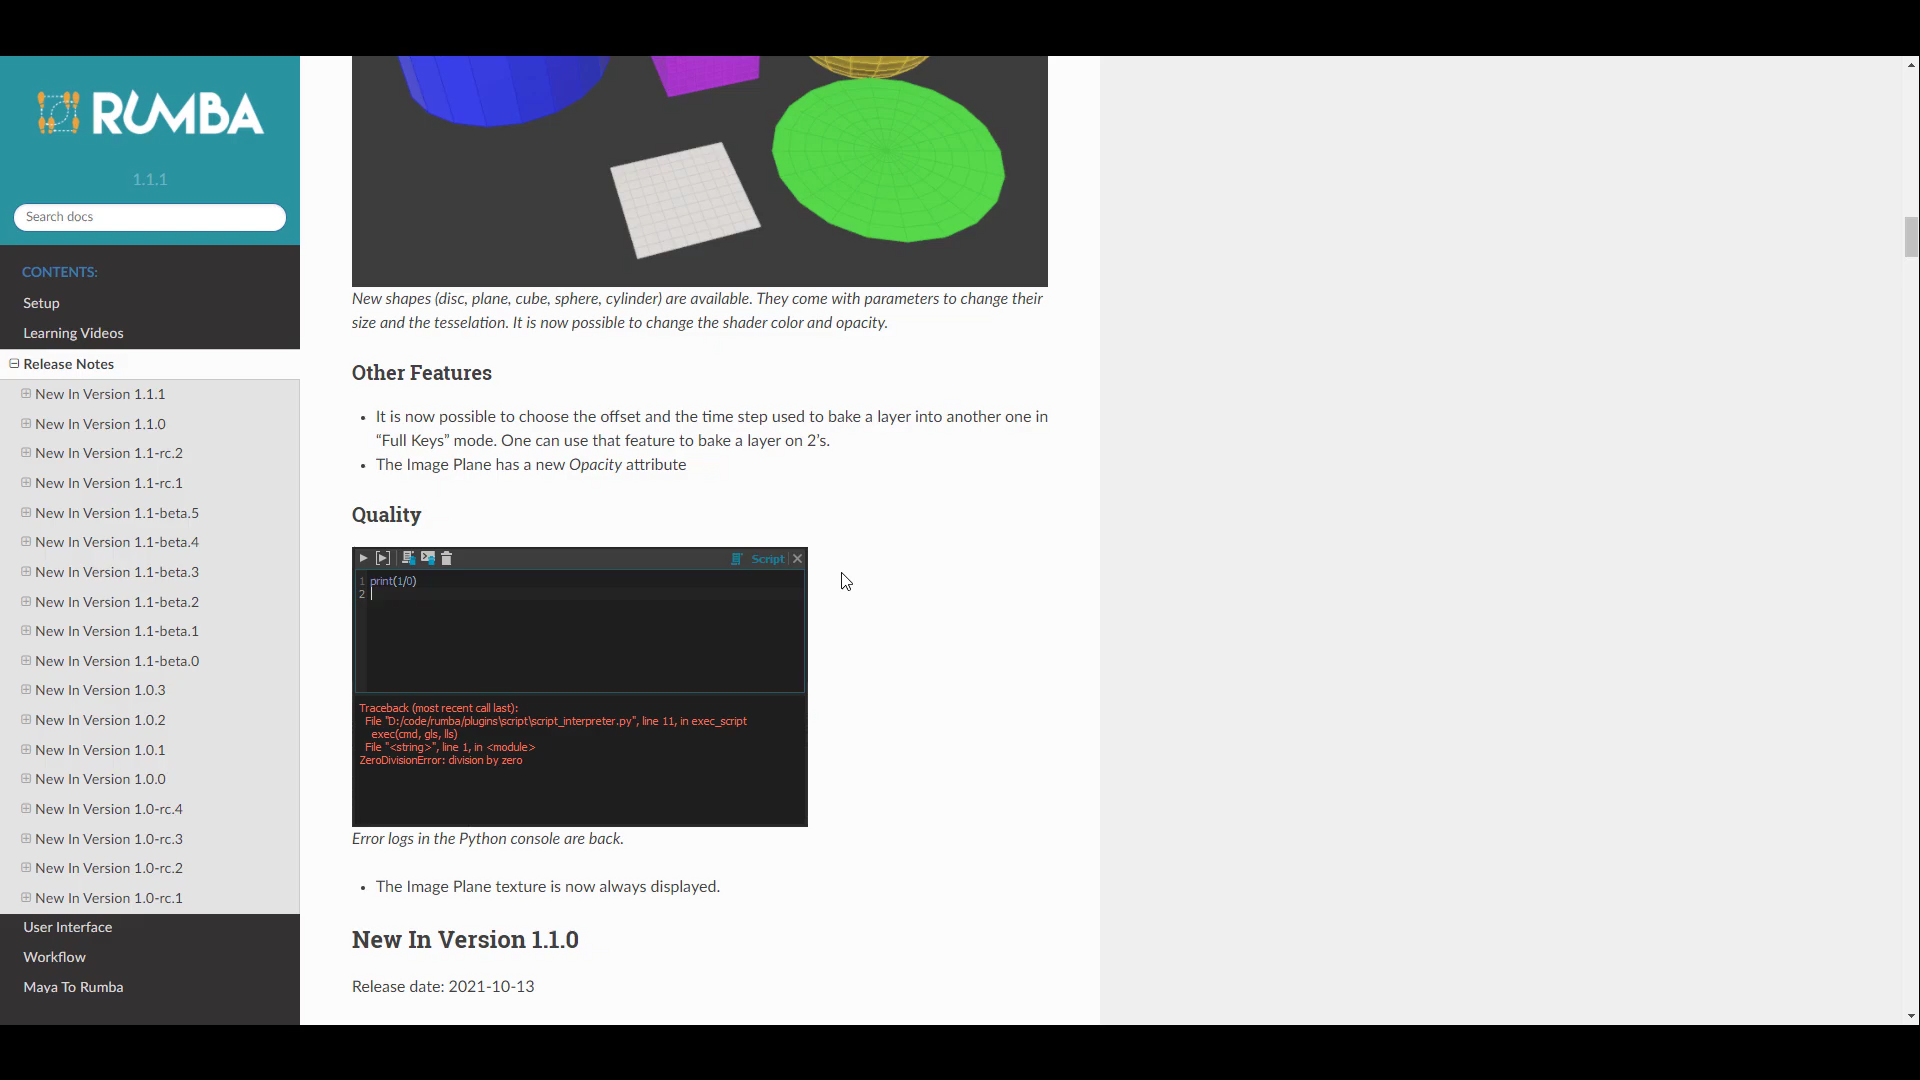 RUMBA
1.1.1
Search docs
CONTENTS:
Setup
Learning Videos
Release Notes
New In Version 1.1.1
New In Version 1.1.0
New In Version 1.1-rc.2
New In Version 1.1-rc.1
New In Version 1.1-beta.5
New In Version 1.1-beta.4
New In Version 1.1-beta.3
New In Version 1.1-beta.2
New In Version 1.1-beta.1
New In Version 1.1-beta.0
New In Version 1.0.3
New In Version 1.0.2
New In Version 1.0.1
New In Version 1.0.0
New In Version 1.0-rc.4
New In Version 1.0-rc.3
New In Version 1.0-rc.2
New In Version 1.0-rc.1
User Interface
Workflow
Maya To Rumba
New shapes (disc, plane, cube, sphere, cylinder) are available. They come with parameters to change their
size and the tesselation. It is now possible to change the shader color and opacity.
Other Features
• It is now possible to choose the offset and the time step used to bake a layer into another one in
“Full Keys” mode. One can use that feature to bake a layer on 2’s.
• The Image Plane has a new Opacity attribute
Quality
Script
1 print(1/0)
2
Traceback (most recent call last):
File "D:/code/rumba/plugins\script\script_interpreter.py", line 11, in exec_script
exec(cmd, gls, lls)
File "<string>", line 1, in <module>
ZeroDivisionError: division by zero
Error logs in the Python console are back.
• The Image Plane texture is now always displayed.
New In Version 1.1.0
Release date: 2021-10-13